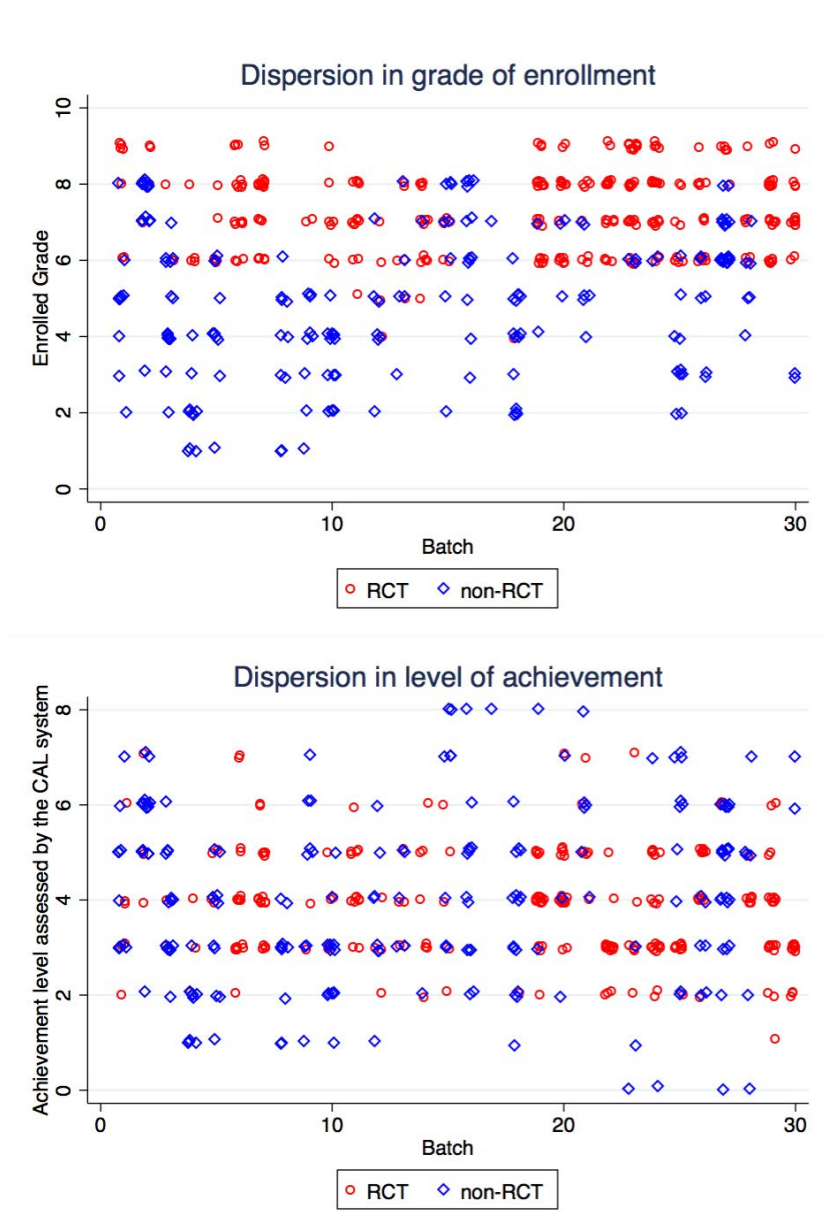 Dispersion in grade of enrollment
10
8
6
4
2
0
Enrolled Grade
0 10 20 30
Batch
RCT non-RCT
Dispersion in level of achievement
8
6
4
2
0
Achievement level assessed by the CAL system
0 10 20 30
Batch
RCT non-RCT